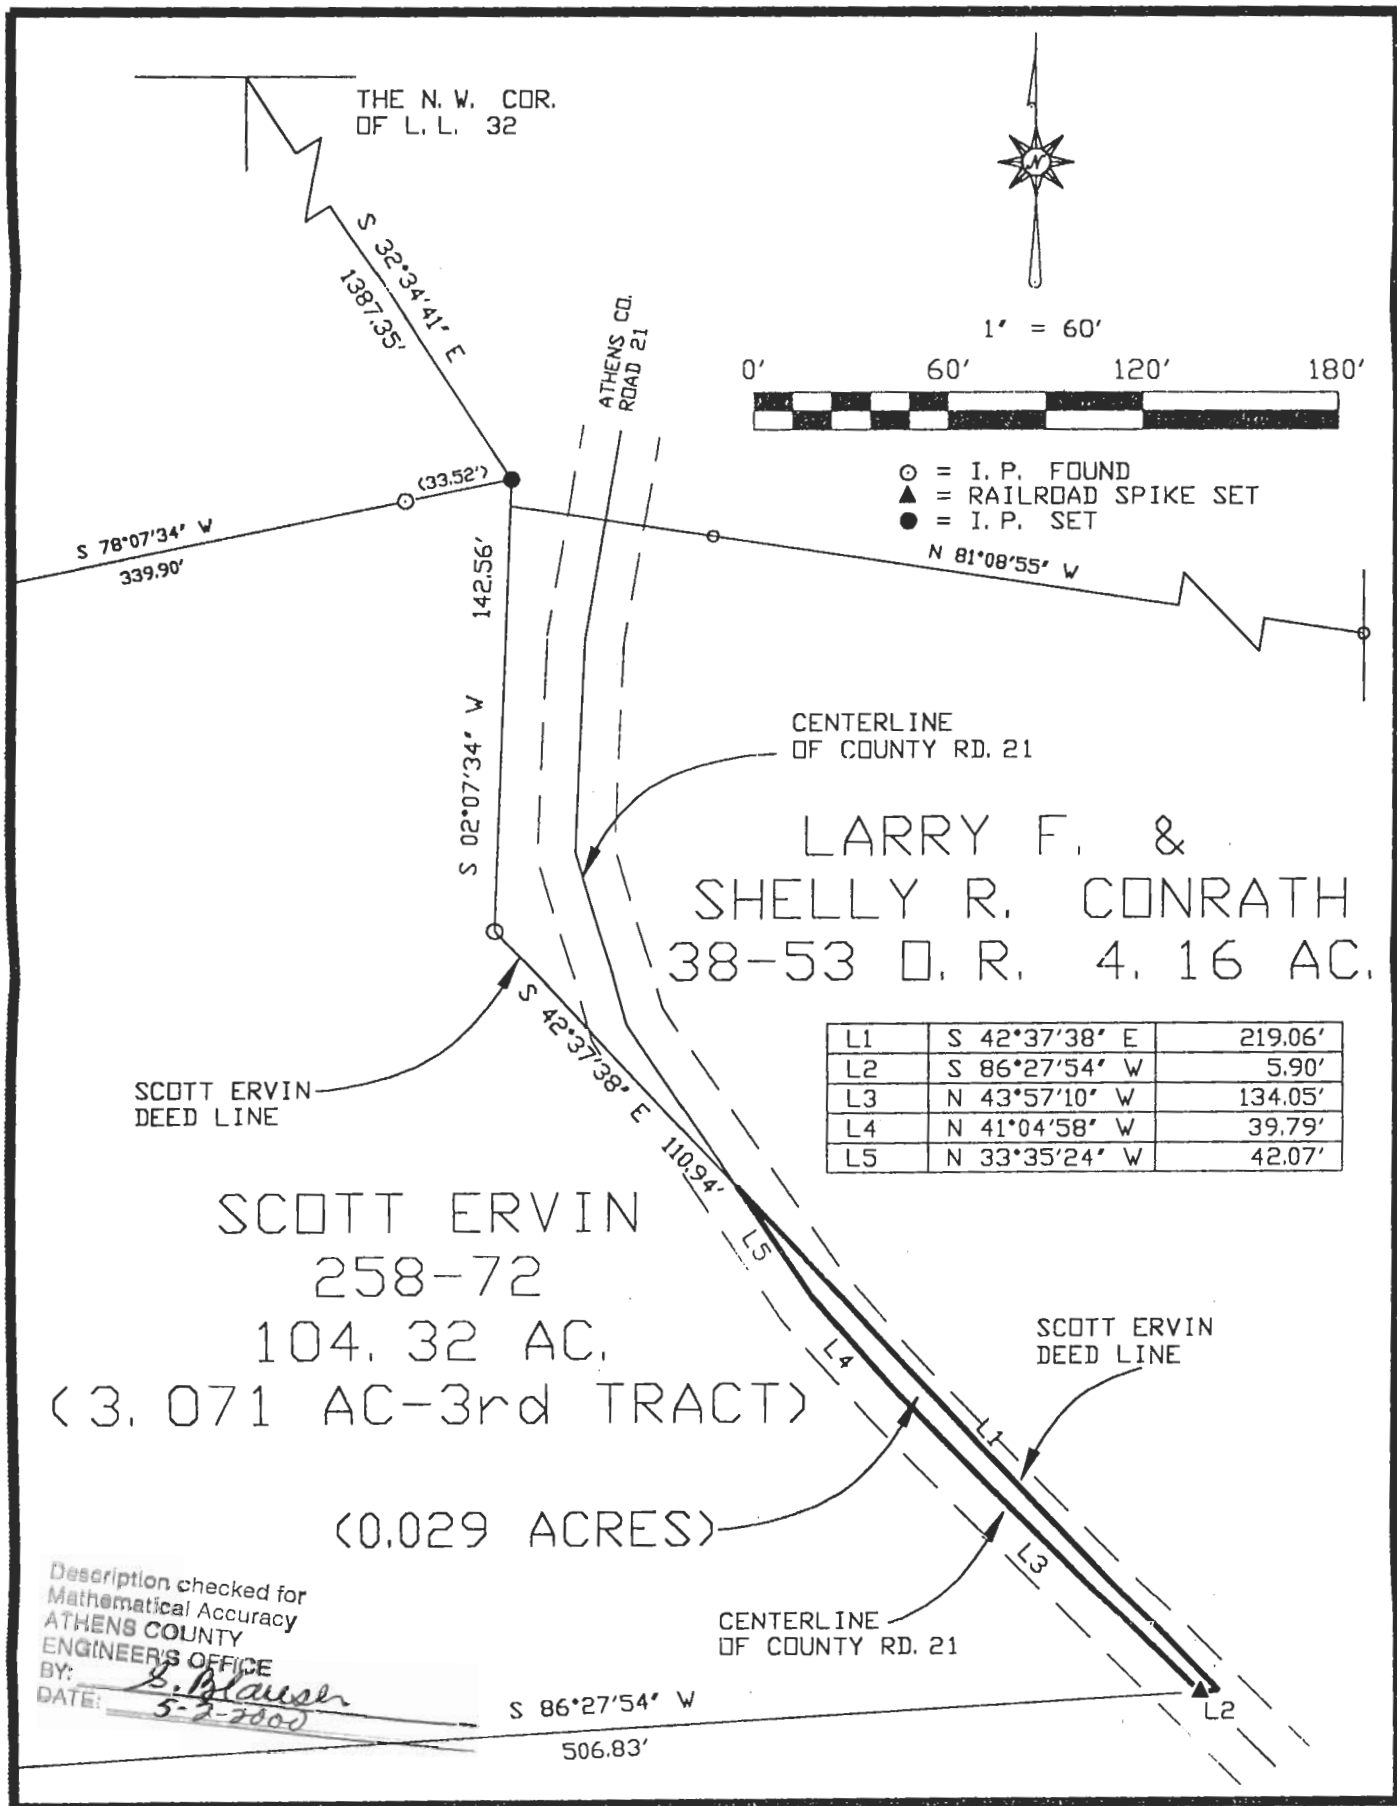 THE N. W. COR.
OF L. L. 32
N
S 32°34'41" E
1387.35'
ATHENS CO.
ROAD 21
1" = 60'
0' 60' 120' 180'
⊙ = I. P. FOUND
▲ = RAILROAD SPIKE SET
● = I. P. SET
(33.52')
S 78°07'34" W
339.90'
142.56'
S 02°07'34" W
N 81°08'55" W
CENTERLINE
OF COUNTY RD. 21
LARRY F. &
SHELLY R. CONRATH
38-53 O. R. 4. 16 AC.
S 42°37'38" E
110.94'
SCOTT ERVIN
DEED LINE
L1 S 42°37'38" E 219.06'
L2 S 86°27'54" W 5.90'
L3 N 43°57'10" W 134.05'
L4 N 41°04'58" W 39.79'
L5 N 33°35'24" W 42.07'
SCOTT ERVIN
258-72
104. 32 AC.
(3. 071 AC-3rd TRACT)
(0.029 ACRES)
L5
L4
L1
L3
L2
SCOTT ERVIN
DEED LINE
CENTERLINE
OF COUNTY RD. 21
Description checked for
Mathematical Accuracy
ATHENS COUNTY
ENGINEER'S OFFICE
BY: S. Blauser
DATE: 5-2-2000
S 86°27'54" W
506.83'